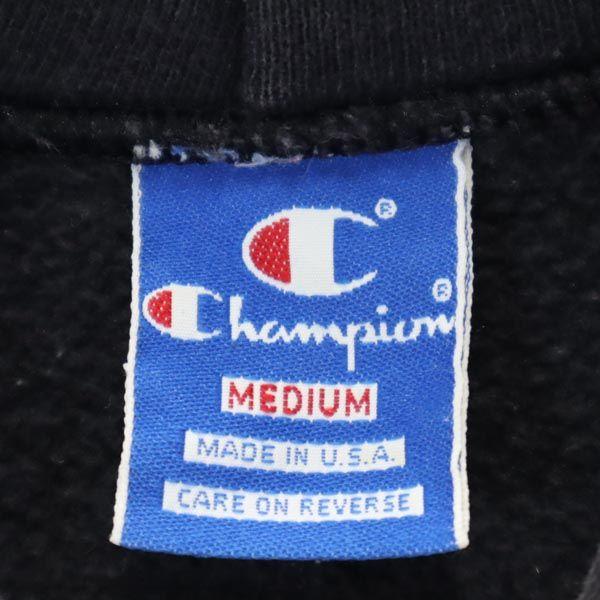 C®
Champion®
MEDIUM
MADE IN U.S.A.
CARE ON REVERSE